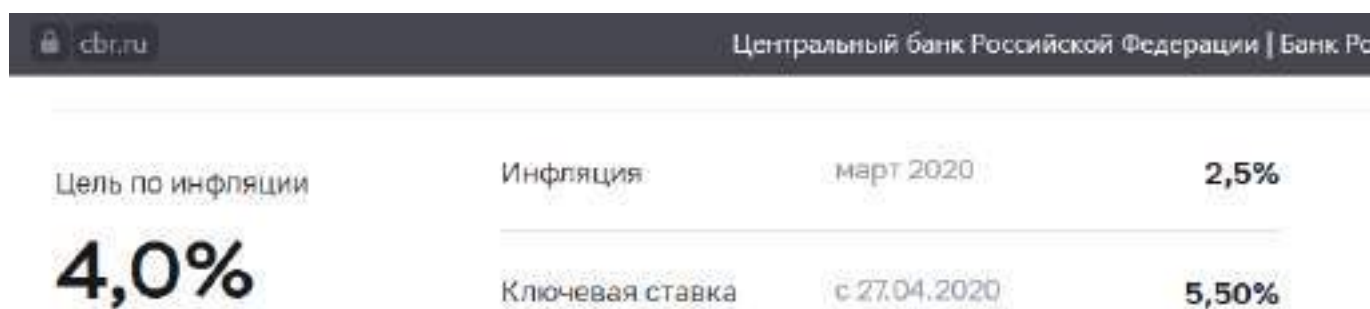 cbr.ru
Центральный банк Российской Федерации | Банк Ро
Цель по инфляции
4,0%
Инфляция март 2020 2,5%
Ключевая ставка с 27.04.2020 5,50%